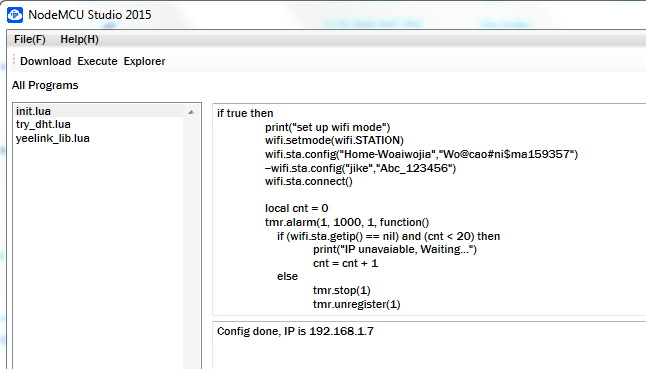 NodeMCU Studio 2015
File(F) Help(H)
Download Execute Explorer
All Programs
init.lua
try_dht.lua
yeelink_lib.lua
if true then
print("set up wifi mode")
wifi.setmode(wifi.STATION)
wifi.sta.config("Home-Woaiwojia","Wo@cao#ni$ma159357")
--wifi.sta.config("jike","Abc_123456")
wifi.sta.connect()
local cnt = 0
tmr.alarm(1, 1000, 1, function()
if (wifi.sta.getip() == nil) and (cnt < 20) then
print("IP unavaiable, Waiting...")
cnt = cnt + 1
else
tmr.stop(1)
tmr.unregister(1)
Config done, IP is 192.168.1.7